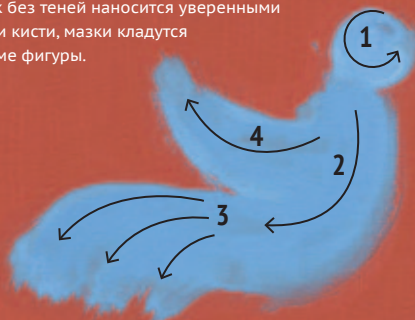 к без теней наносится уверенными
и кисти, мазки кладутся
ме фигуры.
1
4
2
3